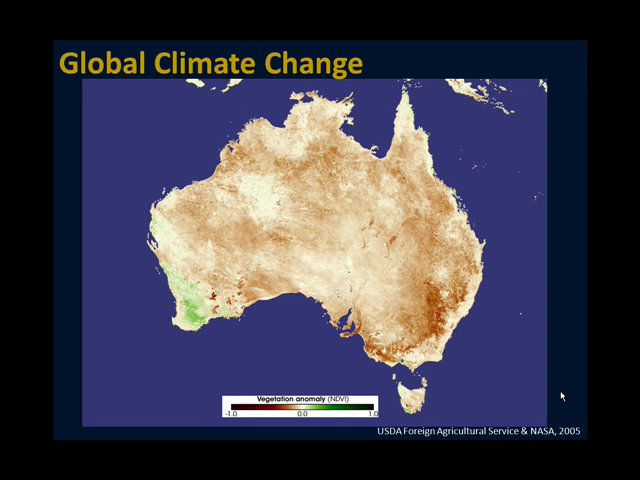 Global Climate Change
Vegetation anomaly (NDVI)
-1.0 0.0 1.0
USDA Foreign Agricultural Service & NASA, 2005